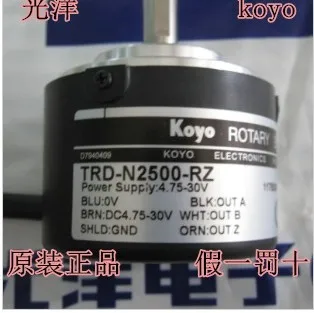 光洋 koyo
Koyo ROTARY
D7940499 KOYO ELECTRONICS
TRD-N2500-RZ
Power Supply:4.75-30V
BLU:0V BLK:OUT A
BRN:DC4.75-30V WHT:OUT B
SHLD:GND ORN:OUT Z
原装正品 假一罚十